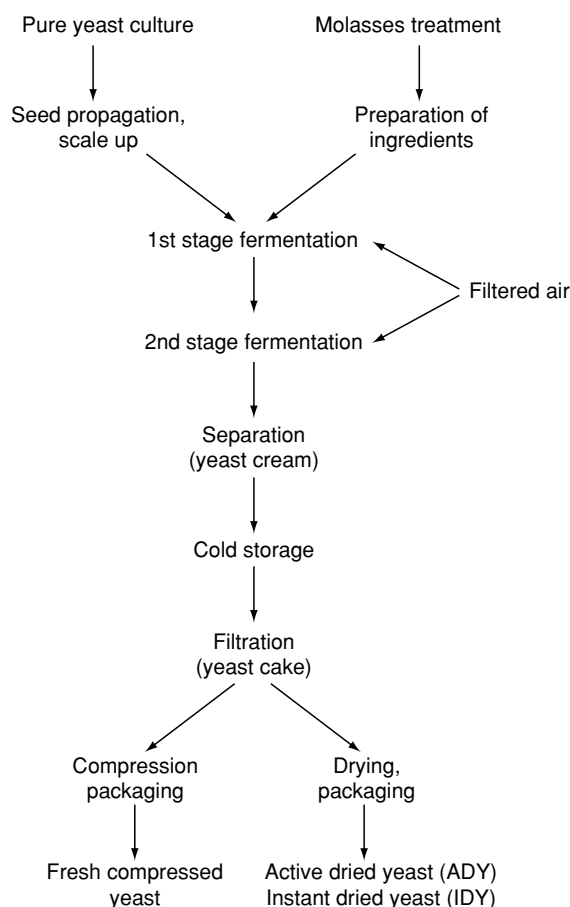 Pure yeast culture
Molasses treatment
Seed propagation,
scale up
Preparation of
ingredients
1st stage fermentation
Filtered air
2nd stage fermentation
Separation
(yeast cream)
Cold storage
Filtration
(yeast cake)
Compression
packaging
Drying,
packaging
Fresh compressed
yeast
Active dried yeast (ADY)
Instant dried yeast (IDY)